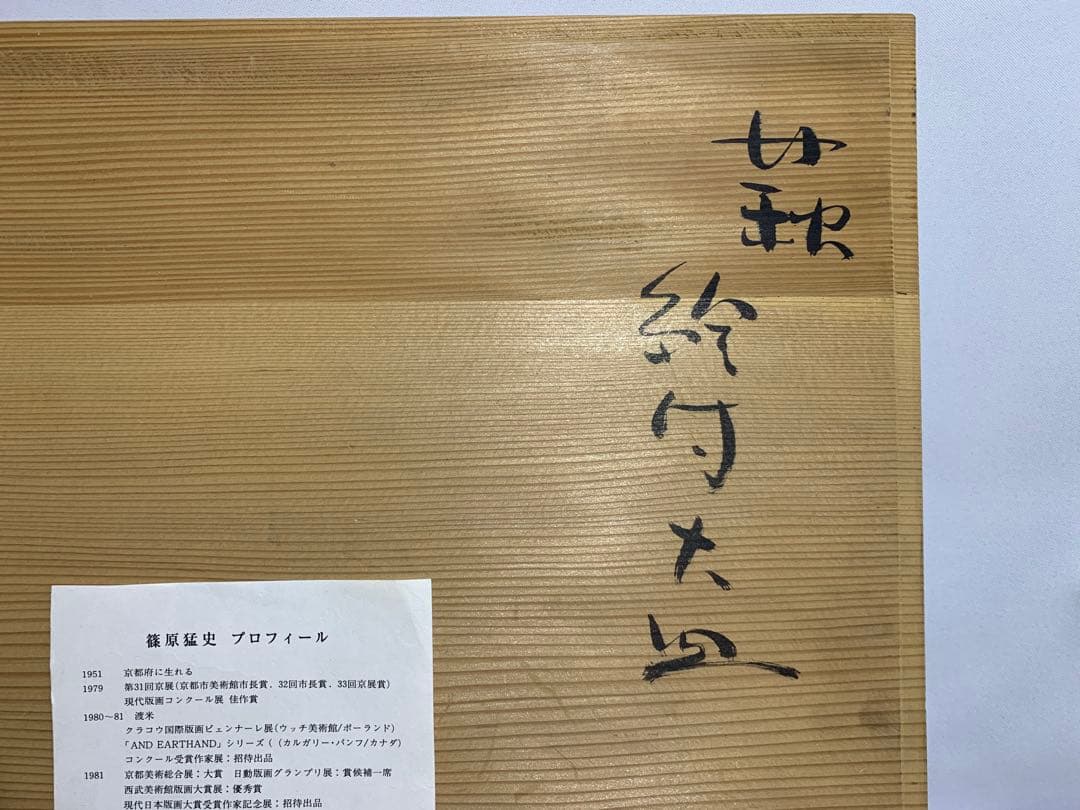 萩
絵付大皿
篠原猛史 プロフィール
1951 京都府に生れる
1979 第31回京展(京都市美術館市長賞．32回市長賞．33回京展賞)
現代版画コンクール展 佳作賞
1980〜81 渡米
クラコウ国際版画ビェンナーレ展(ウッチ美術館/ポーランド)
「AND EARTHAND」シリーズ（（カルガリー・バンフ/カナダ)
コンクール受賞作家展：招待出品
1981 京都美術総合展：大賞 日動版画グランプリ展：賞候補一席
西武美術館版画大賞展：優秀賞
現代日本版画大賞受賞作家記念展：招待出品